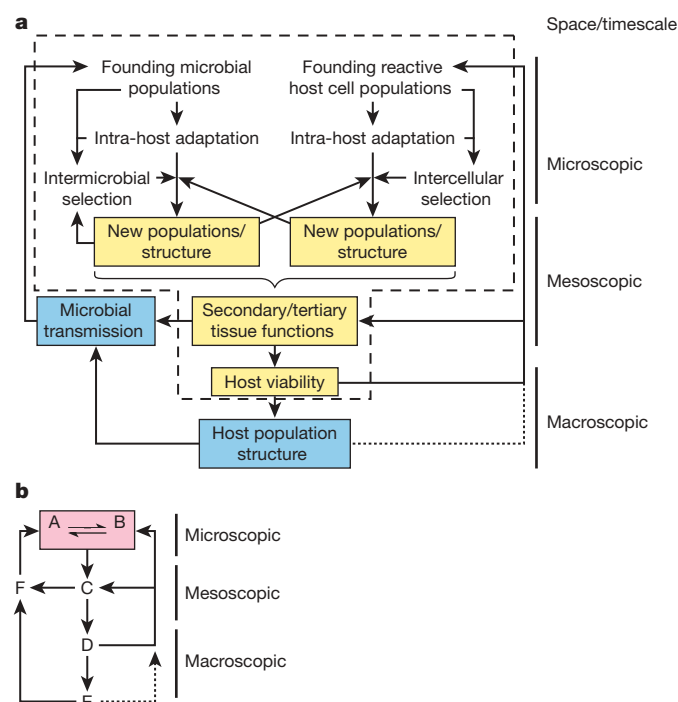 a
Space/timescale
Founding microbial
populations
Founding reactive
host cell populations
Intra-host adaptation
Intra-host adaptation
Microscopic
Intermicrobial
selection
Intercellular
selection
New populations/
structure
New populations/
structure
Mesoscopic
Microbial
transmission
Secondary/tertiary
tissue functions
Host viability
Macroscopic
Host population
structure
b
A
B
Microscopic
F
C
Mesoscopic
D
Macroscopic